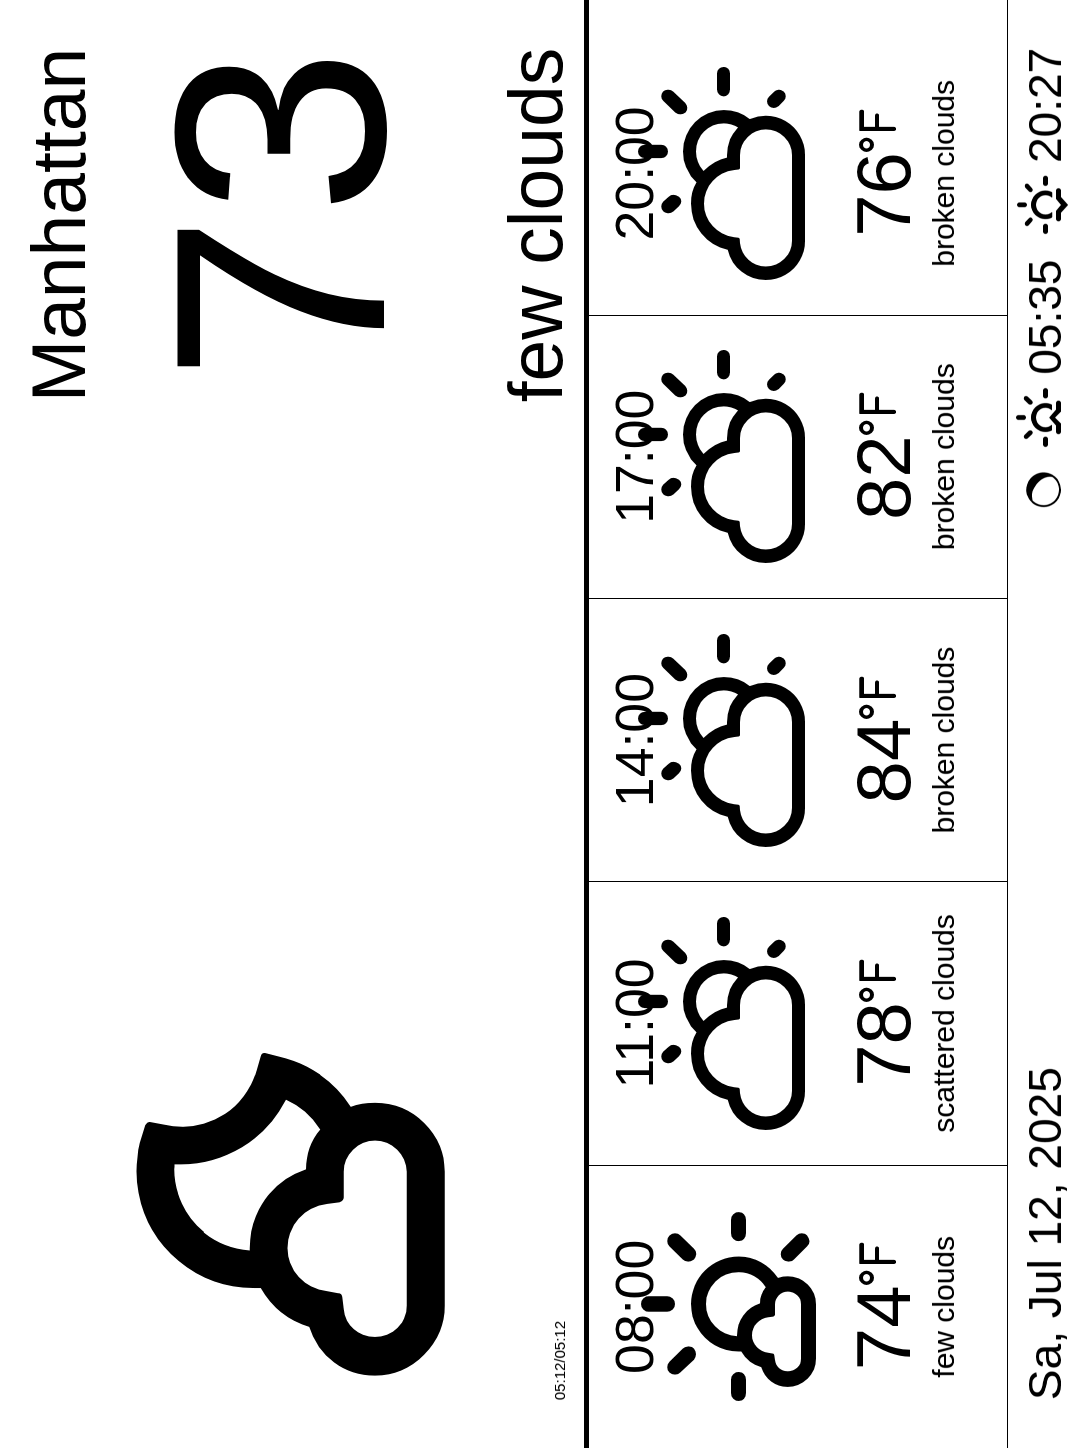 Manhattan
73
few clouds
05:12/05:12
08:00 11:00 14:00 17:00 20:00
74°F 78°F 84°F 82°F 76°F
few clouds scattered clouds broken clouds broken clouds broken clouds
Sa, Jul 12, 2025 05:35 20:27